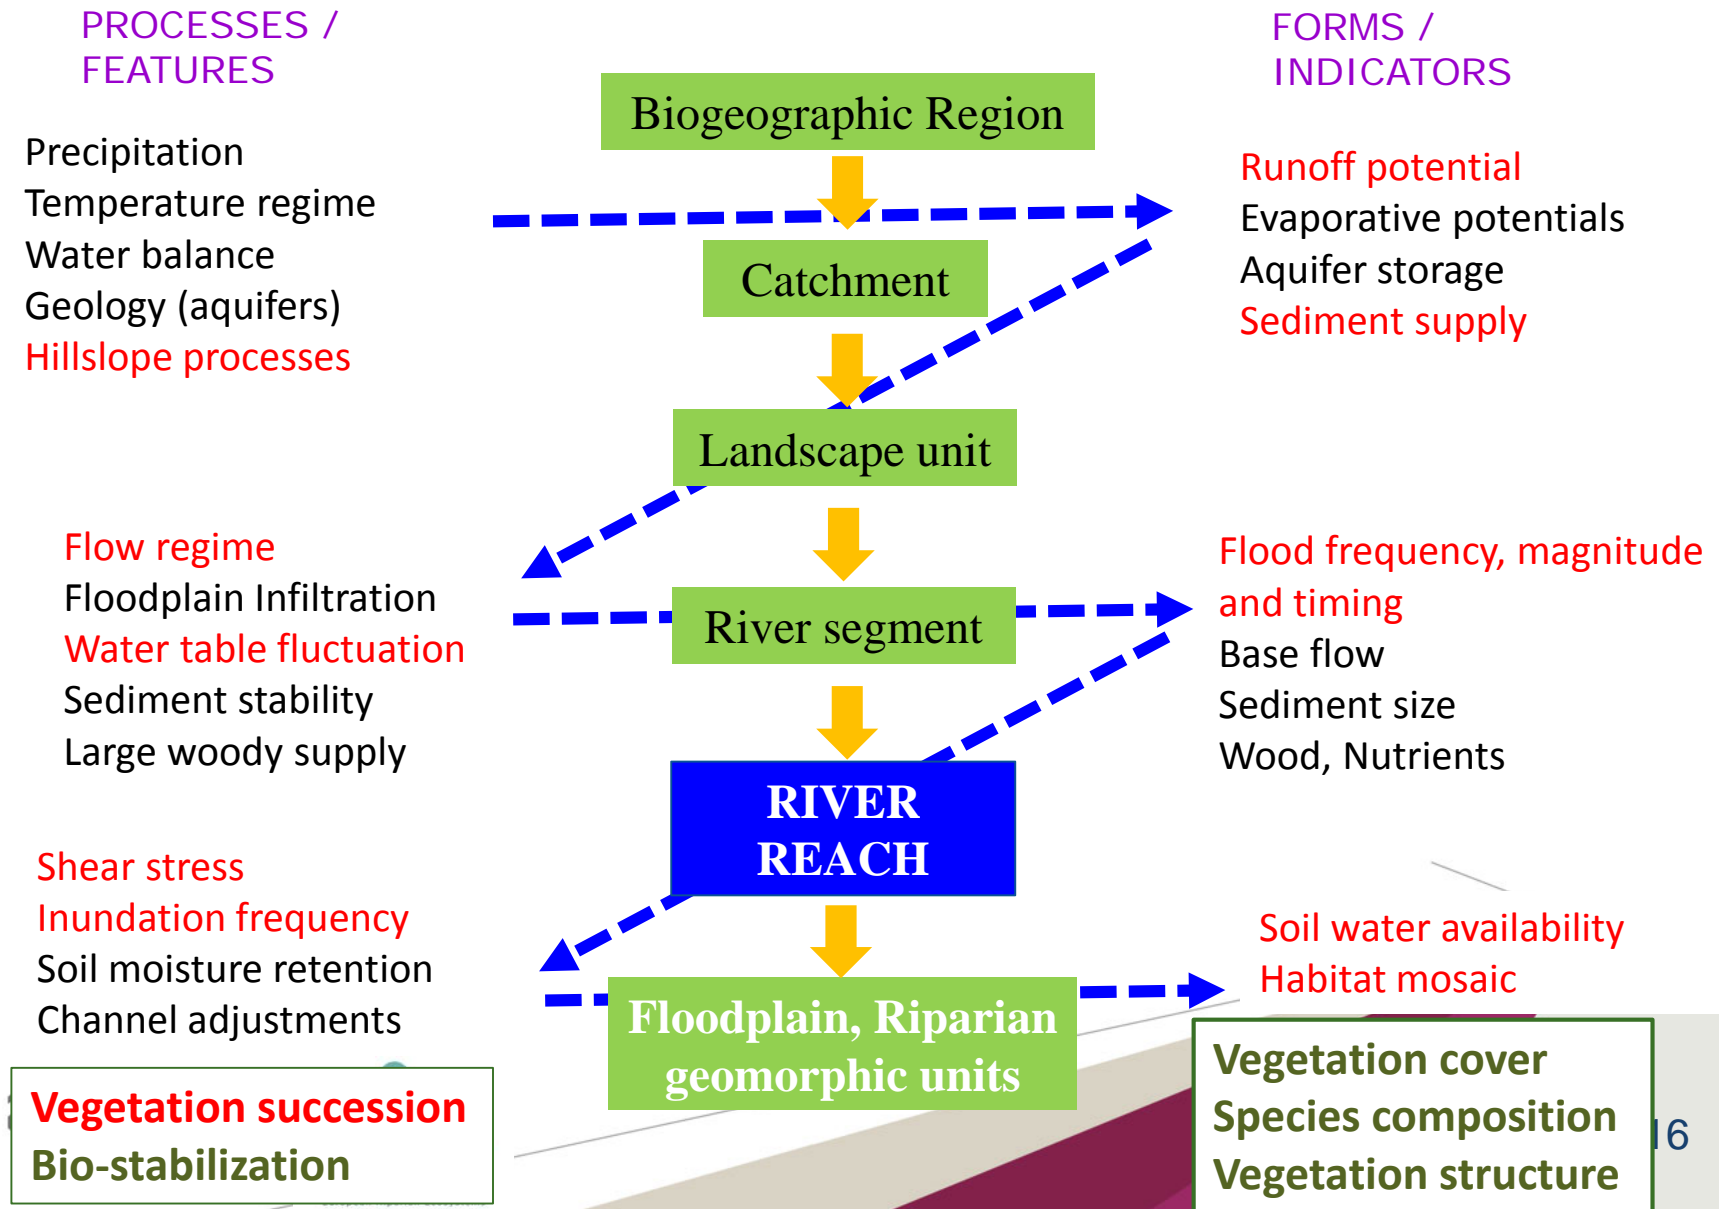 PROCESSES /
FEATURES
FORMS /
INDICATORS
Biogeographic Region
Precipitation
Temperature regime
Water balance
Geology (aquifers)
Hillslope processes
Runoff potential
Evaporative potentials
Aquifer storage
Sediment supply
Catchment
Landscape unit
Flow regime
Floodplain Infiltration
Water table fluctuation
Sediment stability
Large woody supply
River segment
Flood frequency, magnitude
and timing
Base flow
Sediment size
Wood, Nutrients
RIVER
REACH
Shear stress
Inundation frequency
Soil moisture retention
Channel adjustments
Floodplain, Riparian
geomorphic units
Soil water availability
Habitat mosaic
Vegetation succession
Bio-stabilization
Vegetation cover
Species composition
Vegetation structure
16